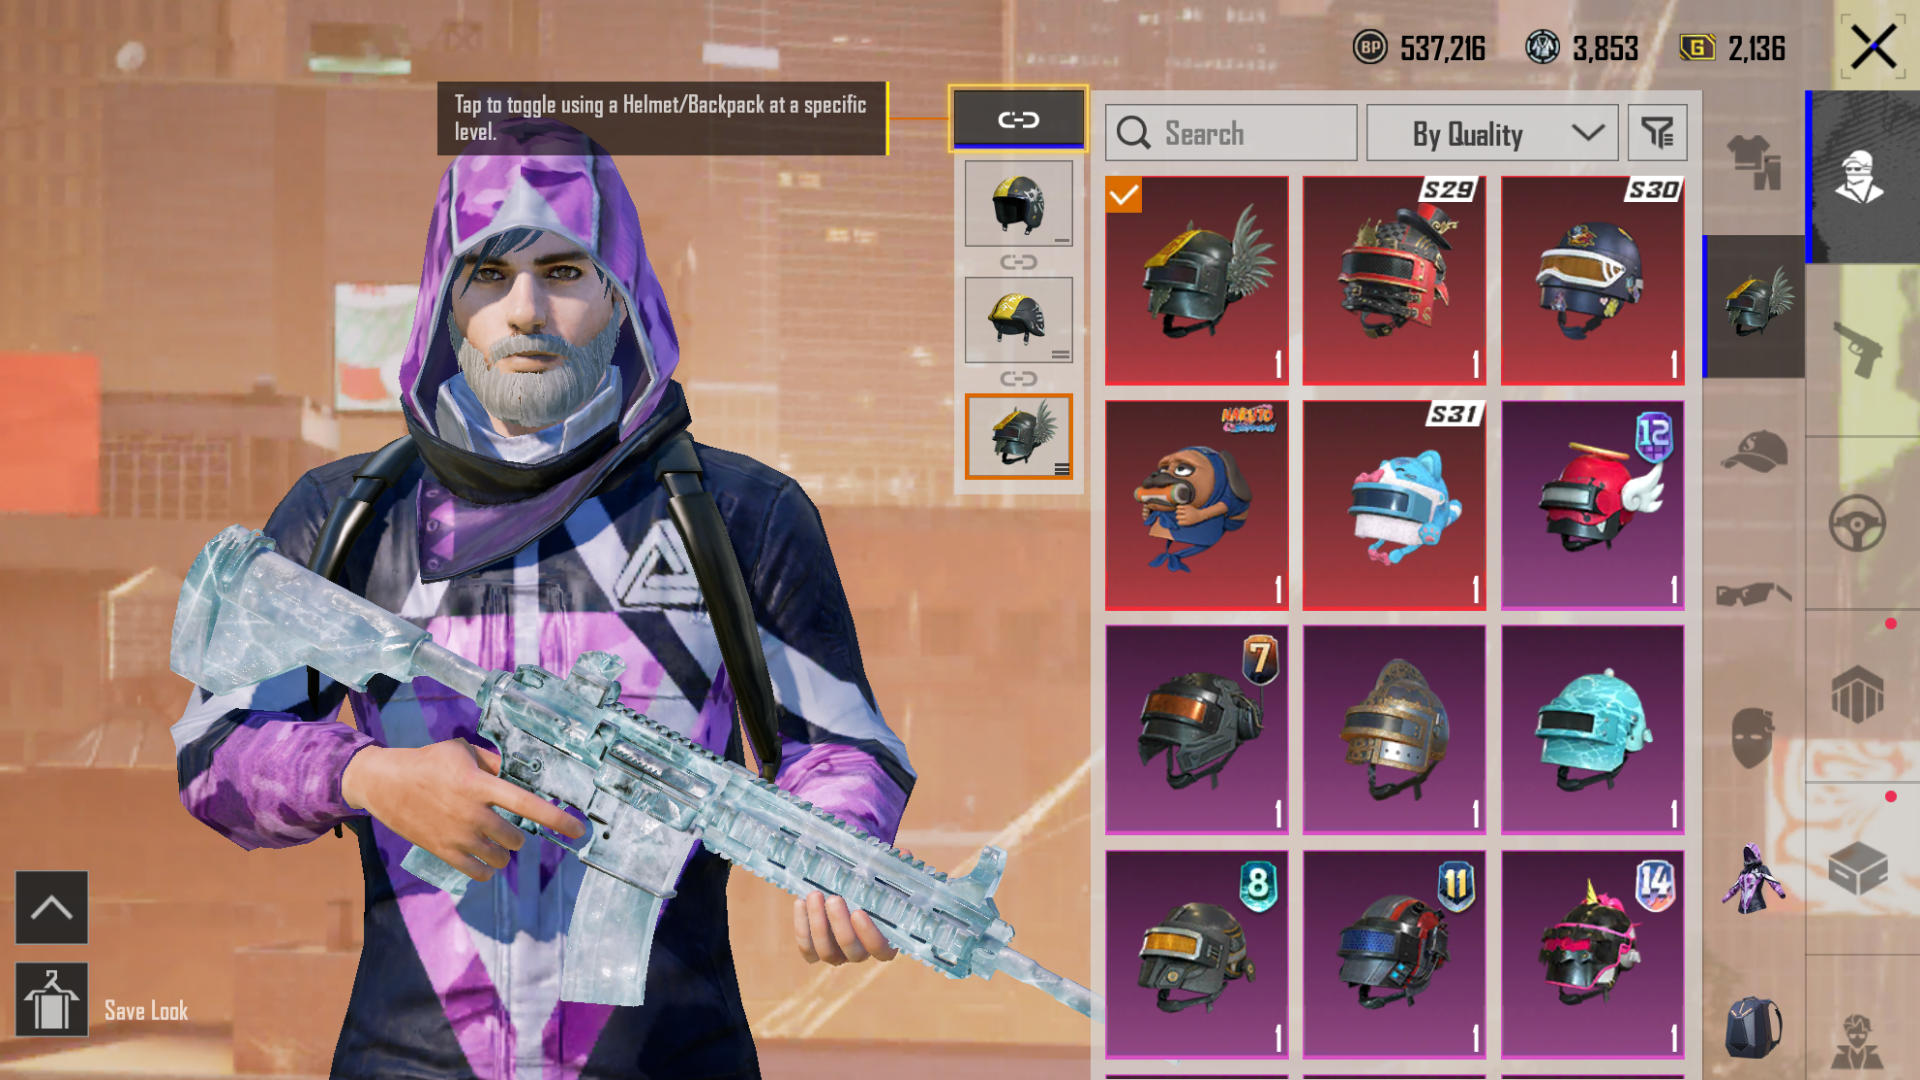 BP 537,216
3,853
G 2,136
Tap to toggle using a Helmet/Backpack at a specific
level.
Search
By Quality
S29
S30
1
1
1
NARUTO
S31
12
1
1
1
7
1
1
1
8
11
14
1
1
1
Save Look